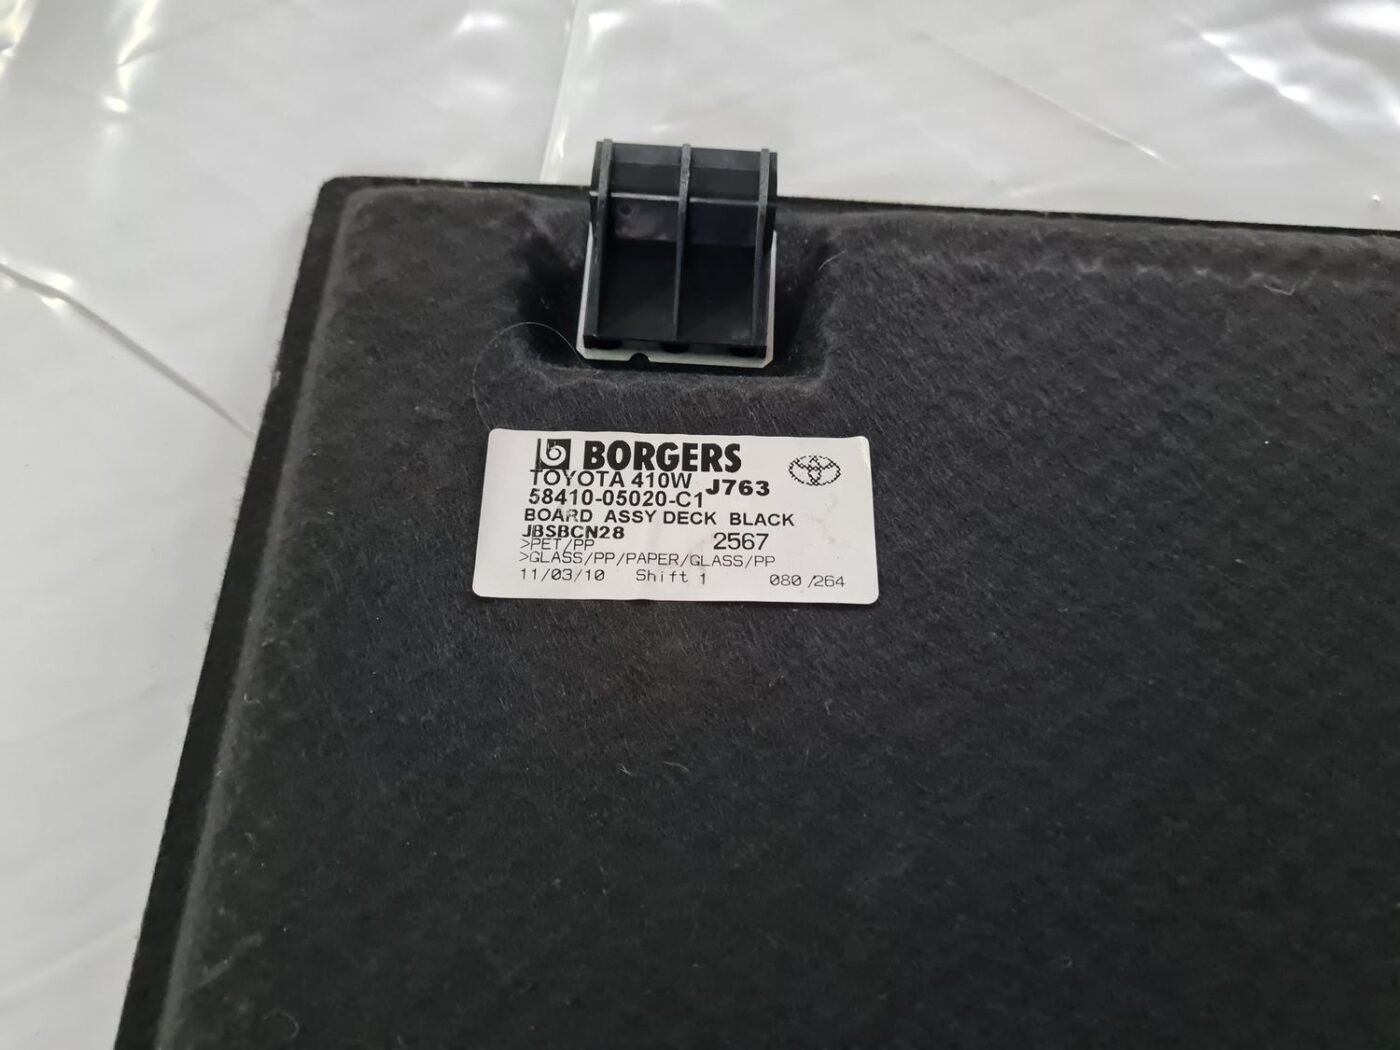 BORGERS
TOYOTA 410W J763
58410-05020-C1
BOARD ASSY DECK BLACK
JBSBCN28 2567
>PET/PP
>GLASS/PP/PAPER/GLASS/PP
11/03/10 Shift 1 080/264